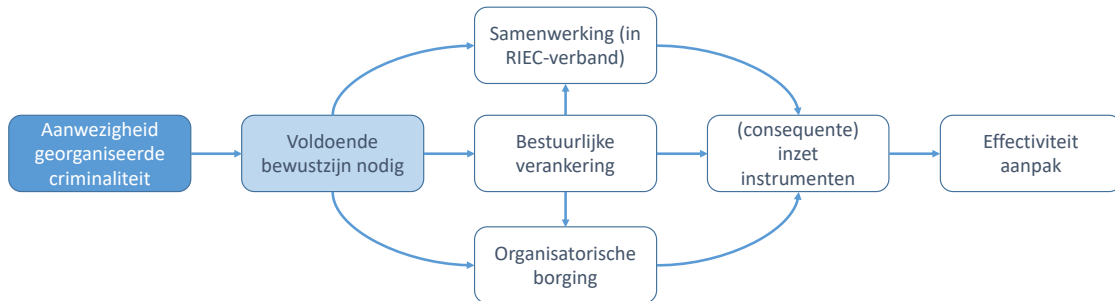 Samenwerking (in
RIEC-verband)
Aanwezigheid
georganiseerde
criminaliteit
Voldoende
bewustzijn nodig
Bestuurlijke
verankering
(consequente)
inzet
instrumenten
Effectiviteit
aanpak
Organisatorische
borging